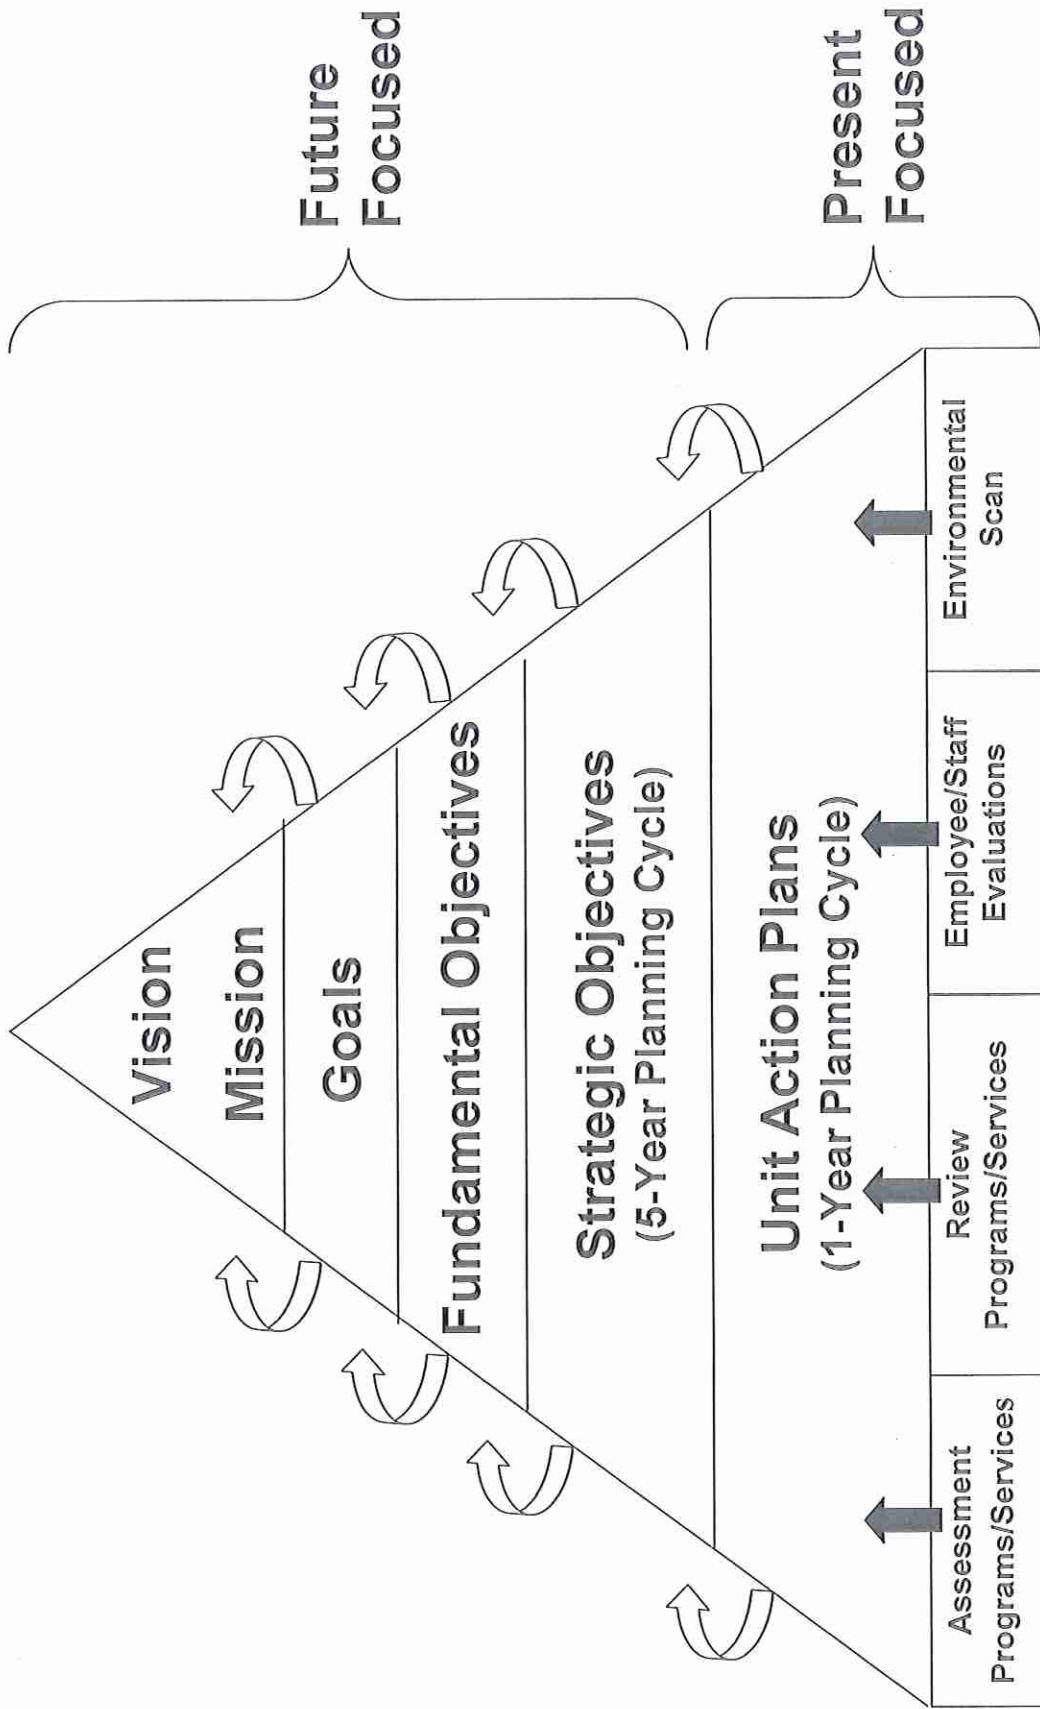 Vision
Mission
Goals
Fundamental Objectives
Strategic Objectives
(5-Year Planning Cycle)
Unit Action Plans
(1-Year Planning Cycle)
Assessment
Programs/Services
Review
Programs/Services
Employee/Staff
Evaluations
Environmental
Scan
Future
Focused
Present
Focused